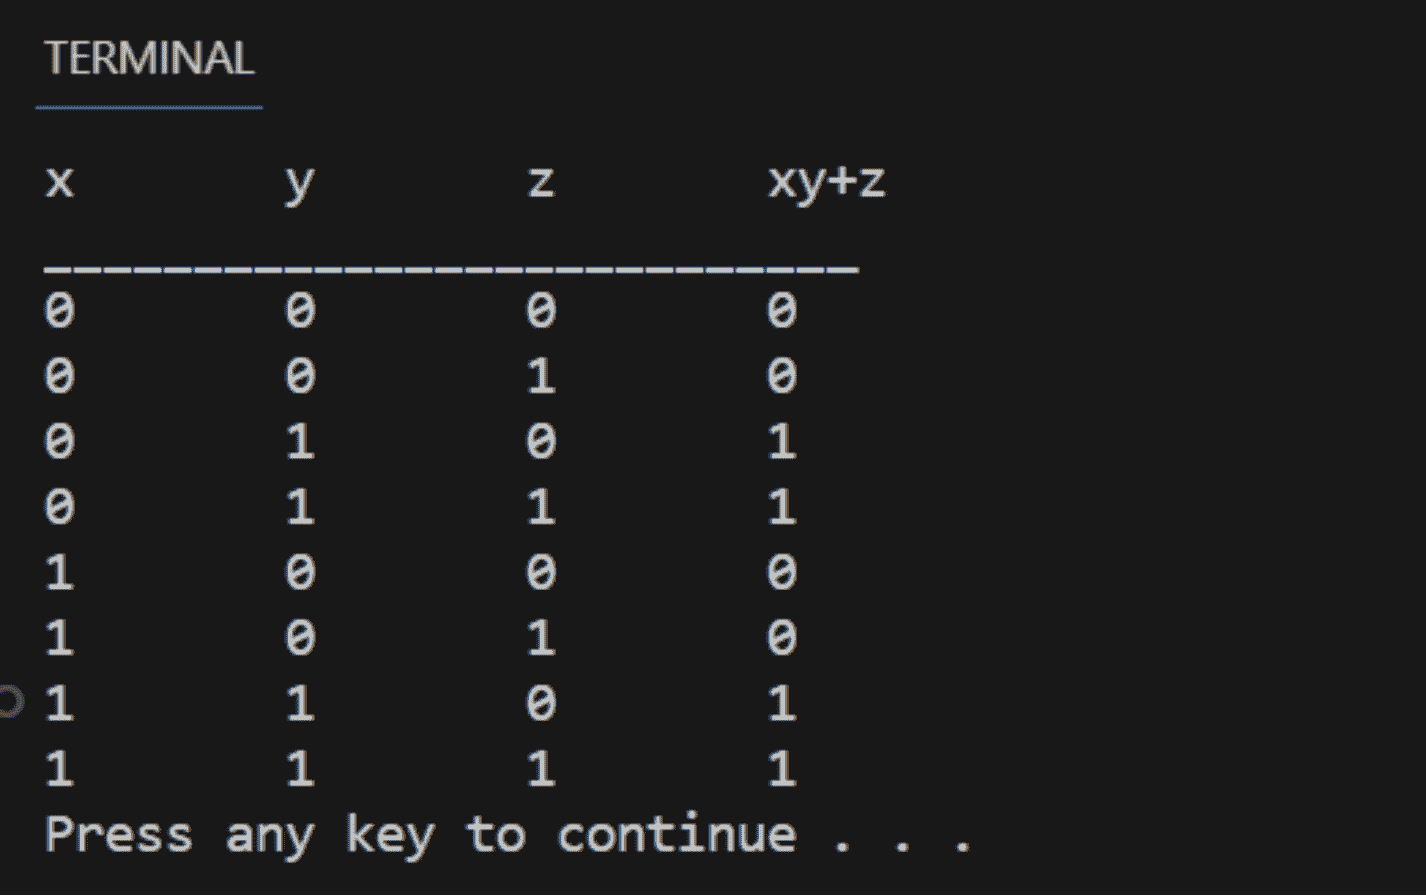 TERMINAL
x y z xy+z
___________________________
0 0 0 0
0 0 1 0
0 1 0 1
0 1 1 1
1 0 0 0
1 0 1 0
1 1 0 1
1 1 1 1
Press any key to continue . . .